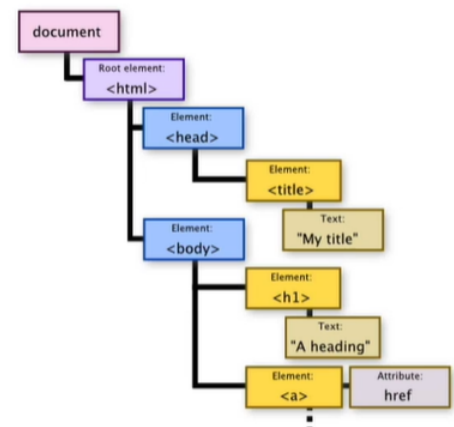 document
Root element:
<html>
Element:
<head>
Element:
<title>
Text:
"My title"
Element:
<body>
Element:
<h1>
Text:
"A heading"
Element:
<a>
Attribute:
href